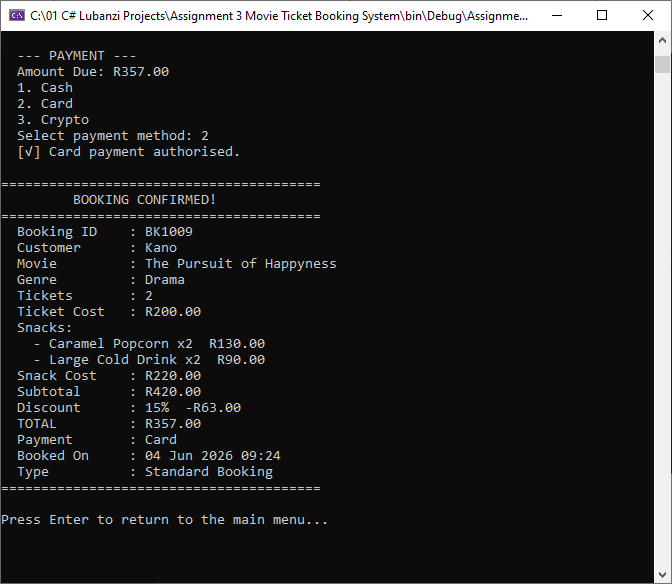 C:\01 C# Lubanzi Projects\Assignment 3 Movie Ticket Booking System\bin\Debug\Assignme...
--- PAYMENT ---
Amount Due: R357.00
1. Cash
2. Card
3. Crypto
Select payment method: 2
[√] Card payment authorised.
========================================
BOOKING CONFIRMED!
========================================
Booking ID    : BK1009
Customer      : Kano
Movie         : The Pursuit of Happyness
Genre         : Drama
Tickets       : 2
Ticket Cost   : R200.00
Snacks:
- Caramel Popcorn x2  R130.00
- Large Cold Drink x2  R90.00
Snack Cost    : R220.00
Subtotal      : R420.00
Discount      : 15%  -R63.00
TOTAL         : R357.00
Payment       : Card
Booked On     : 04 Jun 2026 09:24
Type          : Standard Booking
========================================
Press Enter to return to the main menu...